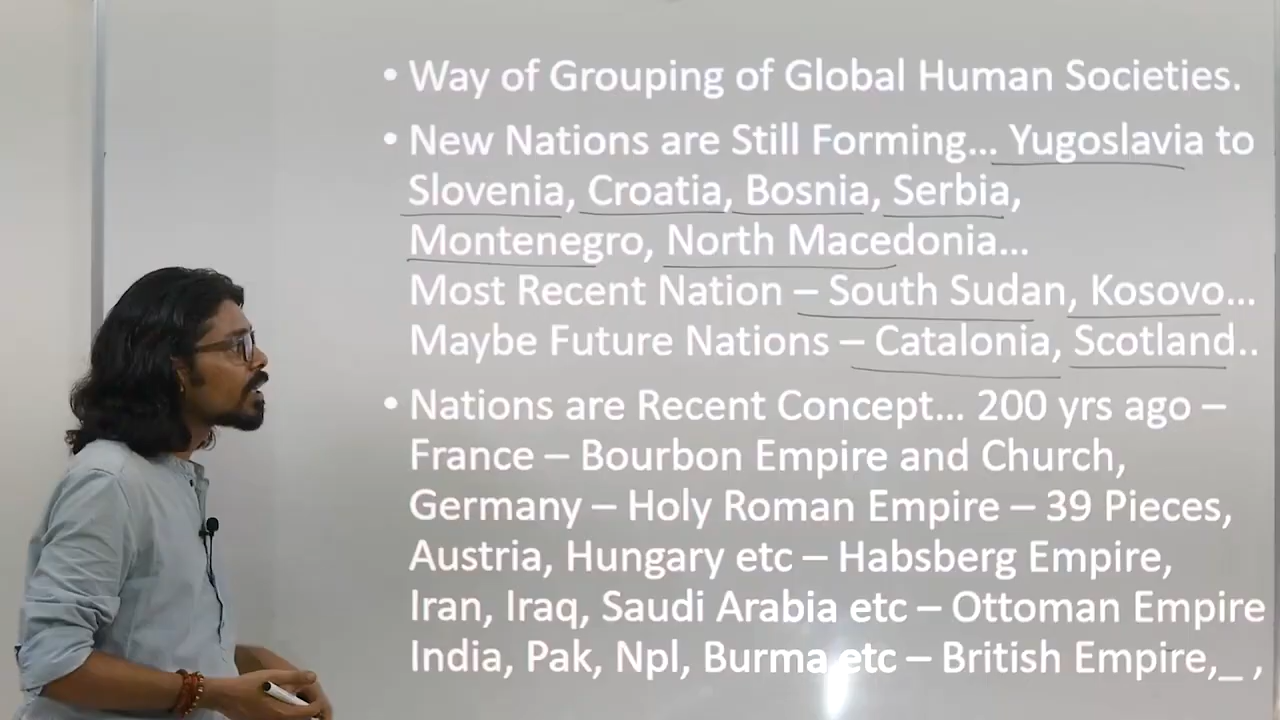 • Way of Grouping of Global Human Societies.
• New Nations are Still Forming... Yugoslavia to
Slovenia, Croatia, Bosnia, Serbia,
Montenegro, North Macedonia...
Most Recent Nation – South Sudan, Kosovo...
Maybe Future Nations – Catalonia, Scotland..
• Nations are Recent Concept... 200 yrs ago –
France – Bourbon Empire and Church,
Germany – Holy Roman Empire – 39 Pieces,
Austria, Hungary etc – Habsberg Empire,
Iran, Iraq, Saudi Arabia etc – Ottoman Empire
India, Pak, Npl, Burma etc – British Empire,_ ,